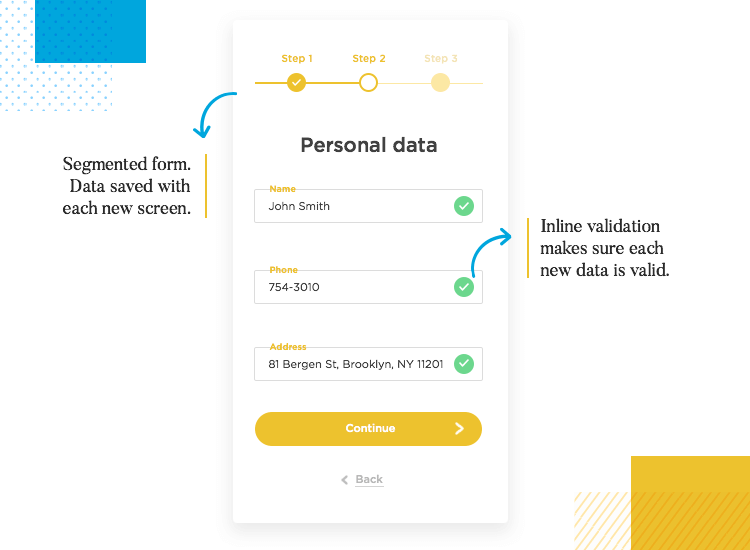 Step 1 Step 2 Step 3
Personal data
Segmented form.
Data saved with
each new screen.
Name
John Smith
Inline validation
makes sure each
new data is valid.
Phone
754-3010
Address
81 Bergen St, Brooklyn, NY 11201
Continue
Back